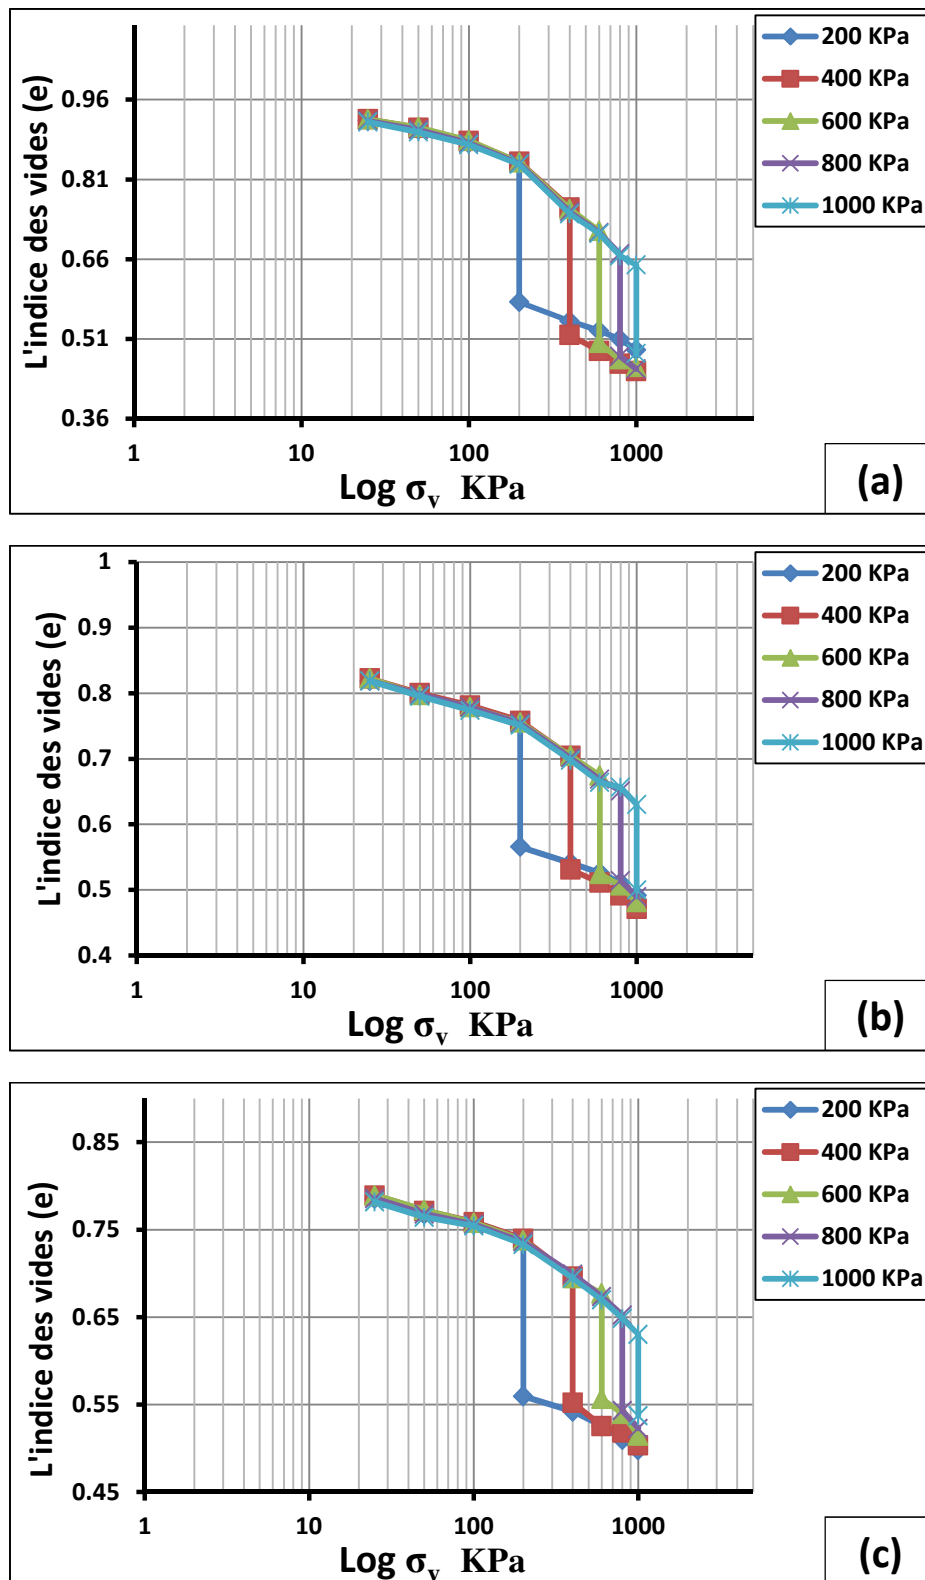 200 KPa
400 KPa
600 KPa
800 KPa
1000 KPa
L'indice des vides (e)
0.96
0.81
0.66
0.51
0.36
1 10 100 1000
Log σv KPa
(a)
200 KPa
400 KPa
600 KPa
800 KPa
1000 KPa
L'indice des vides (e)
1
0.9
0.8
0.7
0.6
0.5
0.4
1 10 100 1000
Log σv KPa
(b)
200 KPa
400 KPa
600 KPa
800 KPa
1000 KPa
L'indice des vides (e)
0.85
0.75
0.65
0.55
0.45
1 10 100 1000
Log σv KPa
(c)